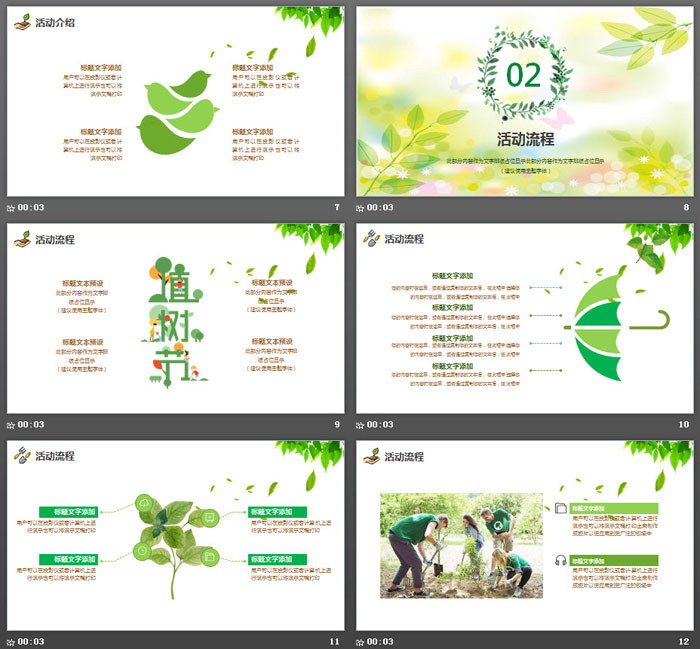 活动介绍
标题文字添加
用户可以在投影仪或者计
算机上进行演示也可以将
演示文稿打印
标题文字添加
用户可以在投影仪或者计
算机上进行演示也可以将
演示文稿打印
标题文字添加
用户可以在投影仪或者计
算机上进行演示也可以将
演示文稿打印
标题文字添加
用户可以在投影仪或者计
算机上进行演示也可以将
演示文稿打印
00:03
7
02
活动流程
此部分内容作为文字排版占位显示此部分内容作为文字排版占位显示
（建议使用主题字体）
00:03
8
活动流程
标题文本预设
此部分内容作为文字排
版占位显示
（建议使用主题字体）
标题文本预设
此部分内容作为文字排
版占位显示
（建议使用主题字体）
植
树
节
标题文本预设
此部分内容作为文字排
版占位显示
（建议使用主题字体）
标题文本预设
此部分内容作为文字排
版占位显示
（建议使用主题字体）
00:03
9
活动流程
标题文字添加
标题文字添加
标题文字添加
标题文字添加
00:03
10
活动流程
标题文字添加
用户可以在投影仪或者计算机上进
行演示也可以将演示文稿打印
标题文字添加
用户可以在投影仪或者计算机上进
行演示也可以将演示文稿打印
标题文字添加
用户可以在投影仪或者计算机上进
行演示也可以将演示文稿打印
标题文字添加
用户可以在投影仪或者计算机上进
行演示也可以将演示文稿打印
00:03
11
活动流程
标题文字添加
标题文字添加
00:03
12